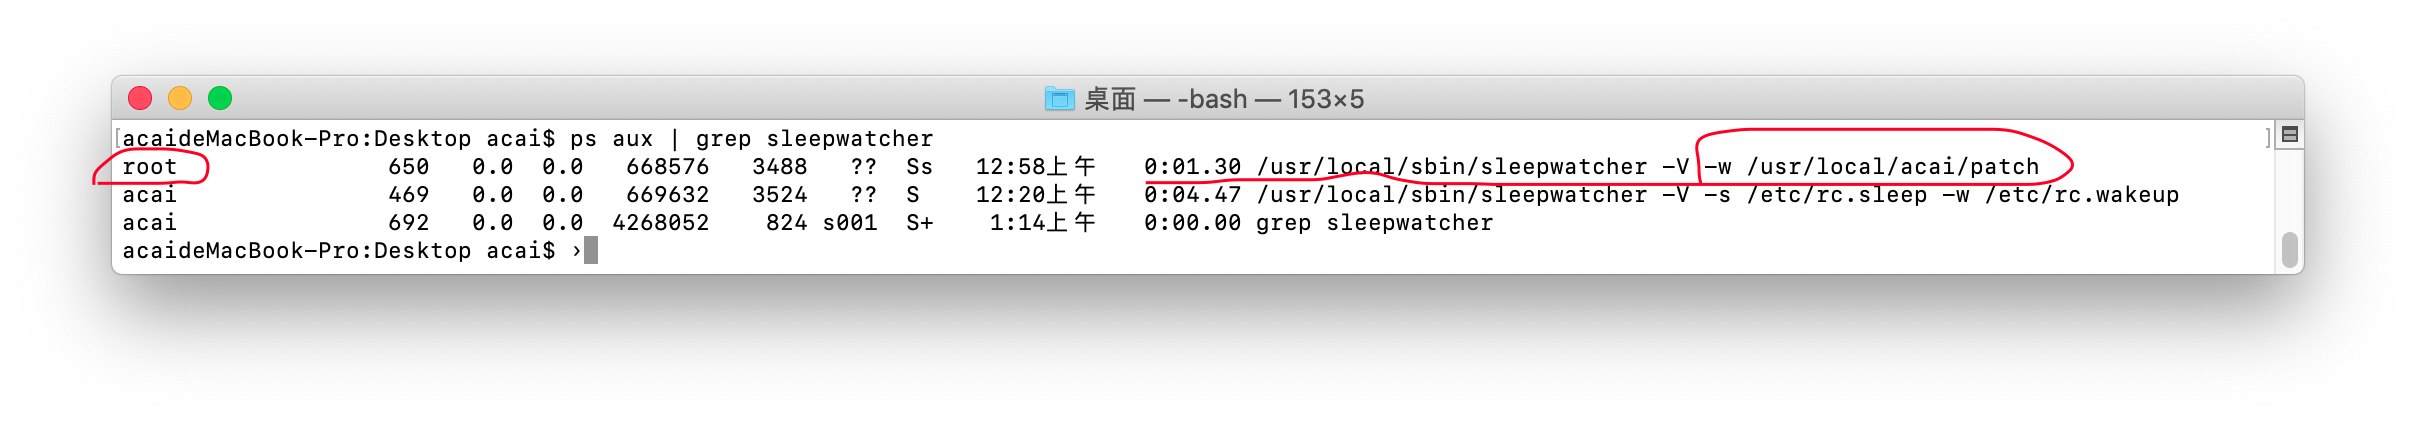 桌面 — -bash — 153×5
acaideMacBook-Pro:Desktop acai$ ps aux | grep sleepwatcher
root 650 0.0 0.0 668576 3488 ?? Ss 12:58上午 0:01.30 /usr/local/sbin/sleepwatcher -V -w /usr/local/acai/patch
acai 469 0.0 0.0 669632 3524 ?? S 12:20上午 0:04.47 /usr/local/sbin/sleepwatcher -V -s /etc/rc.sleep -w /etc/rc.wakeup
acai 692 0.0 0.0 4268052 824 s001 S+ 1:14上午 0:00.00 grep sleepwatcher
acaideMacBook-Pro:Desktop acai$ ›